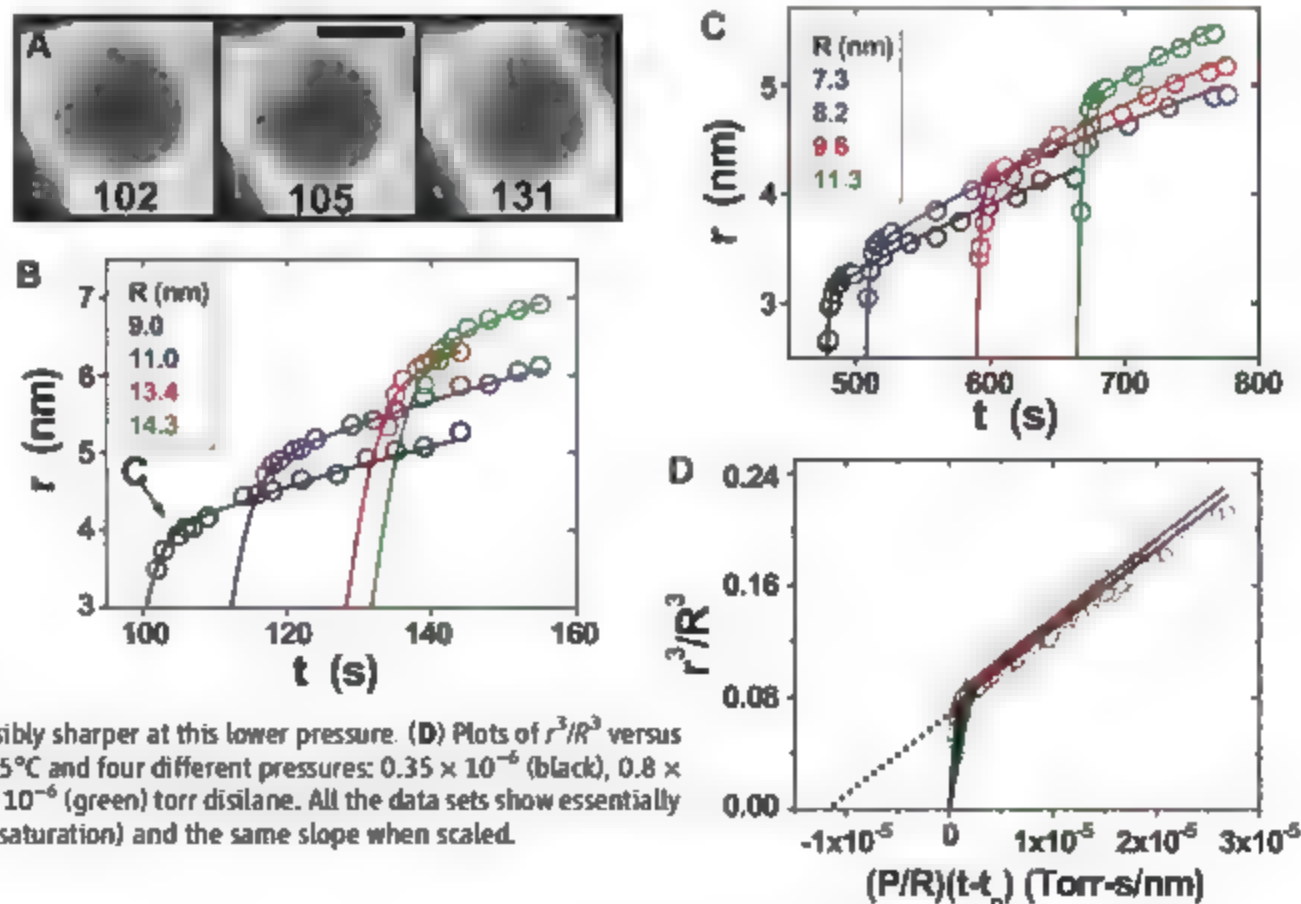 A
102
105
131
B
R (nm)
9.0
11.0
13.4
14.3
C
7
6
5
4
3
r (nm)
100
120
140
160
t (s)
C
R (nm)
7.3
8.2
9.6
11.3
5
4
3
r (nm)
500
600
700
800
t (s)
D
0.24
0.16
0.08
0.00
r³/R³
-1x10⁻⁵
0
1x10⁻⁵
2x10⁻⁵
3x10⁻⁵
(P/R)(t-tₙ) (Torr-s/nm)
sibly sharper at this lower pressure. (D) Plots of r³/R³ versus
5°C and four different pressures: 0.35 × 10⁻⁶ (black), 0.8 ×
10⁻⁶ (green) torr disilane. All the data sets show essentially
saturation) and the same slope when scaled.